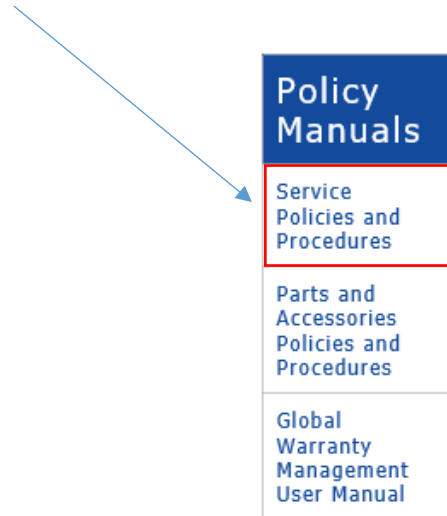 Policy
Manuals
Service
Policies and
Procedures
Parts and
Accessories
Policies and
Procedures
Global
Warranty
Management
User Manual